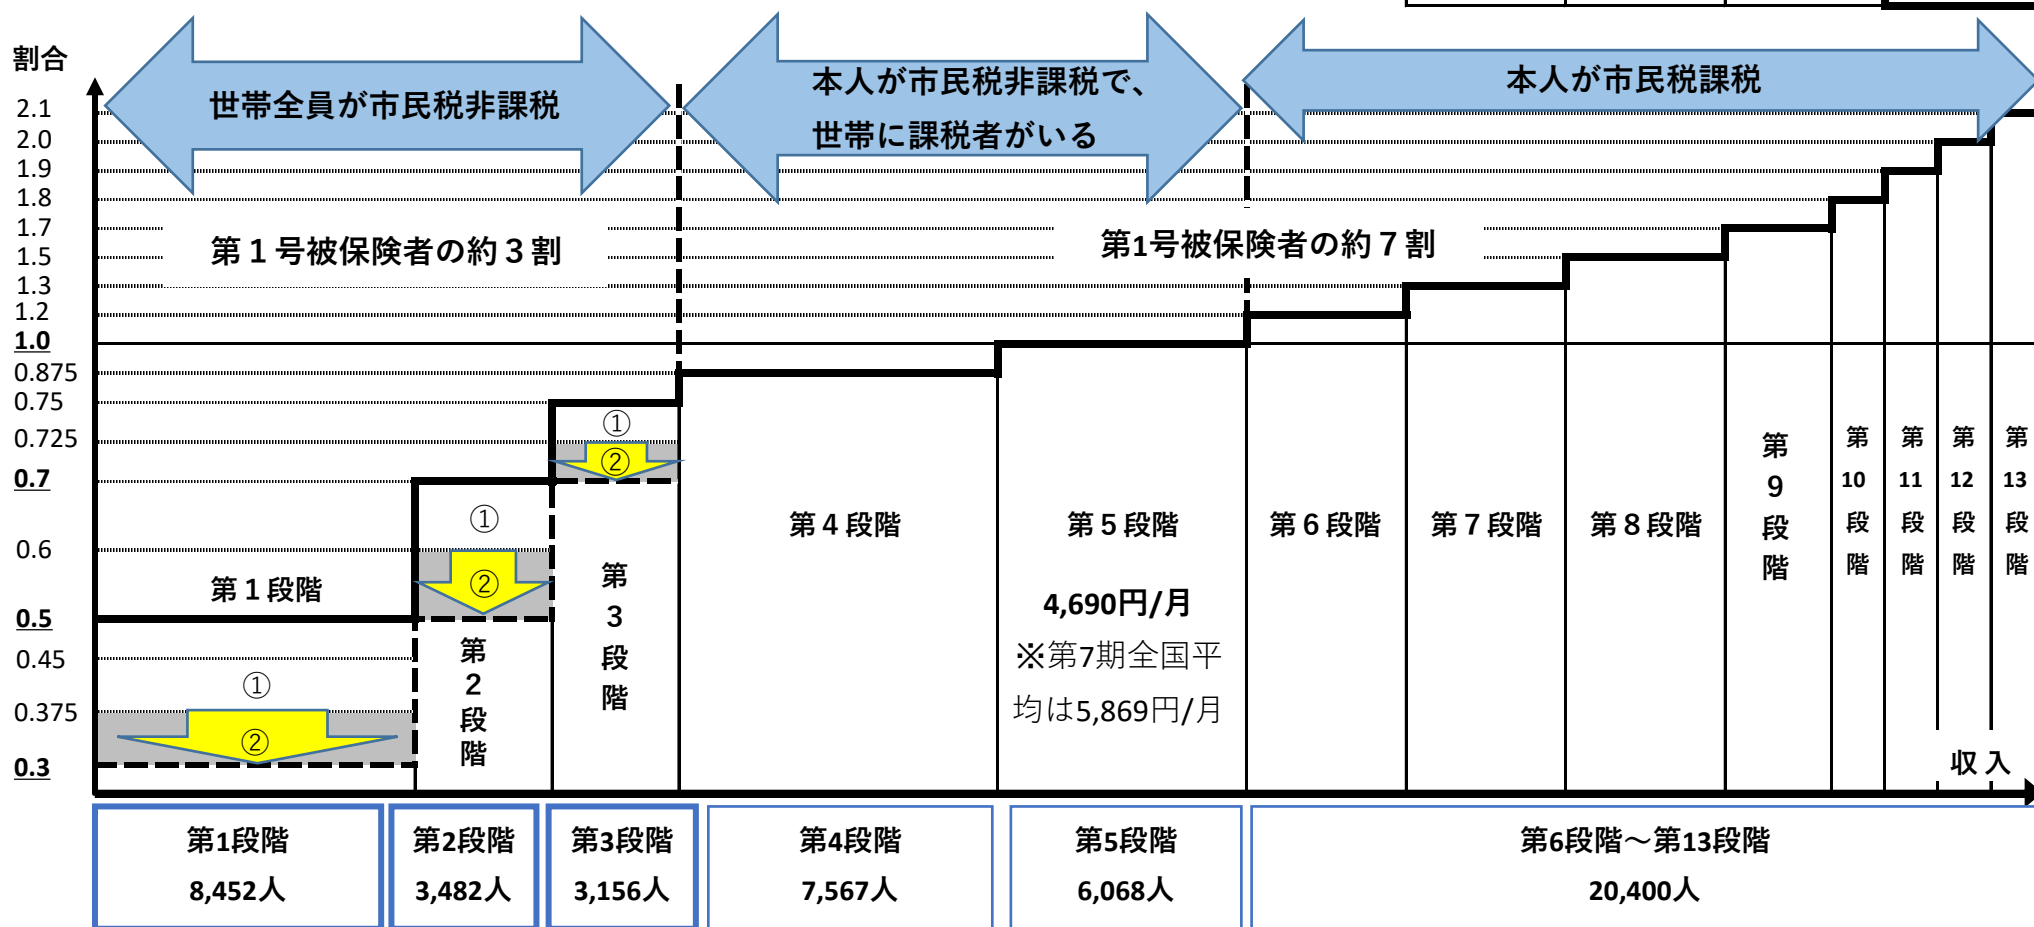 割合
世帯全員が市民税非課税
本人が市民税非課税で、
世帯に課税者がいる
本人が市民税課税
2.1
2.0
1.9
1.8
1.7
1.5
1.3
1.2
1.0
0.875
0.75
0.725
0.7
0.6
0.5
0.45
0.375
0.3
第１号被保険者の約３割
第1号被保険者の約７割
①
②
①
②
①
②
第１段階
第２段階
第３段階
第４段階
第５段階
4,690円/月
※第7期全国平
均は5,869円/月
第６段階
第７段階
第８段階
第９段階
第10段階
第11段階
第12段階
第13段階
収入
第1段階
8,452人
第2段階
3,482人
第3段階
3,156人
第4段階
7,567人
第5段階
6,068人
第6段階～第13段階
20,400人